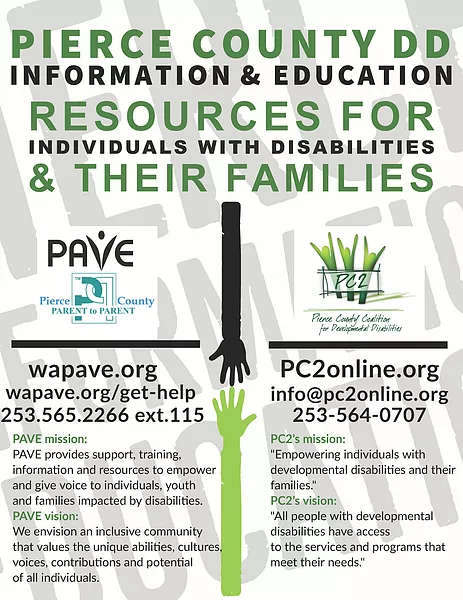 PIERCE COUNTY DD
INFORMATION & EDUCATION
RESOURCES FOR
INDIVIDUALS WITH DISABILITIES
& THEIR FAMILIES
PAVE
Pierce County
PARENT to PARENT
wapave.org
wapave.org/get-help
253.565.2266 ext.115
PAVE mission:
PAVE provides support, training,
information and resources to empower
and give voice to individuals, youth
and families impacted by disabilities.
PAVE vision:
We envision an inclusive community
that values the unique abilities, cultures,
voices, contributions and potential
of all individuals.
PC2
Pierce County Coalition
for Developmental Disabilities
PC2online.org
info@pc2online.org
253-564-0707
PC2's mission:
"Empowering individuals with
developmental disabilities and their
families."
PC2's vision:
"All people with developmental
disabilities have access
to the services and programs that
meet their needs."